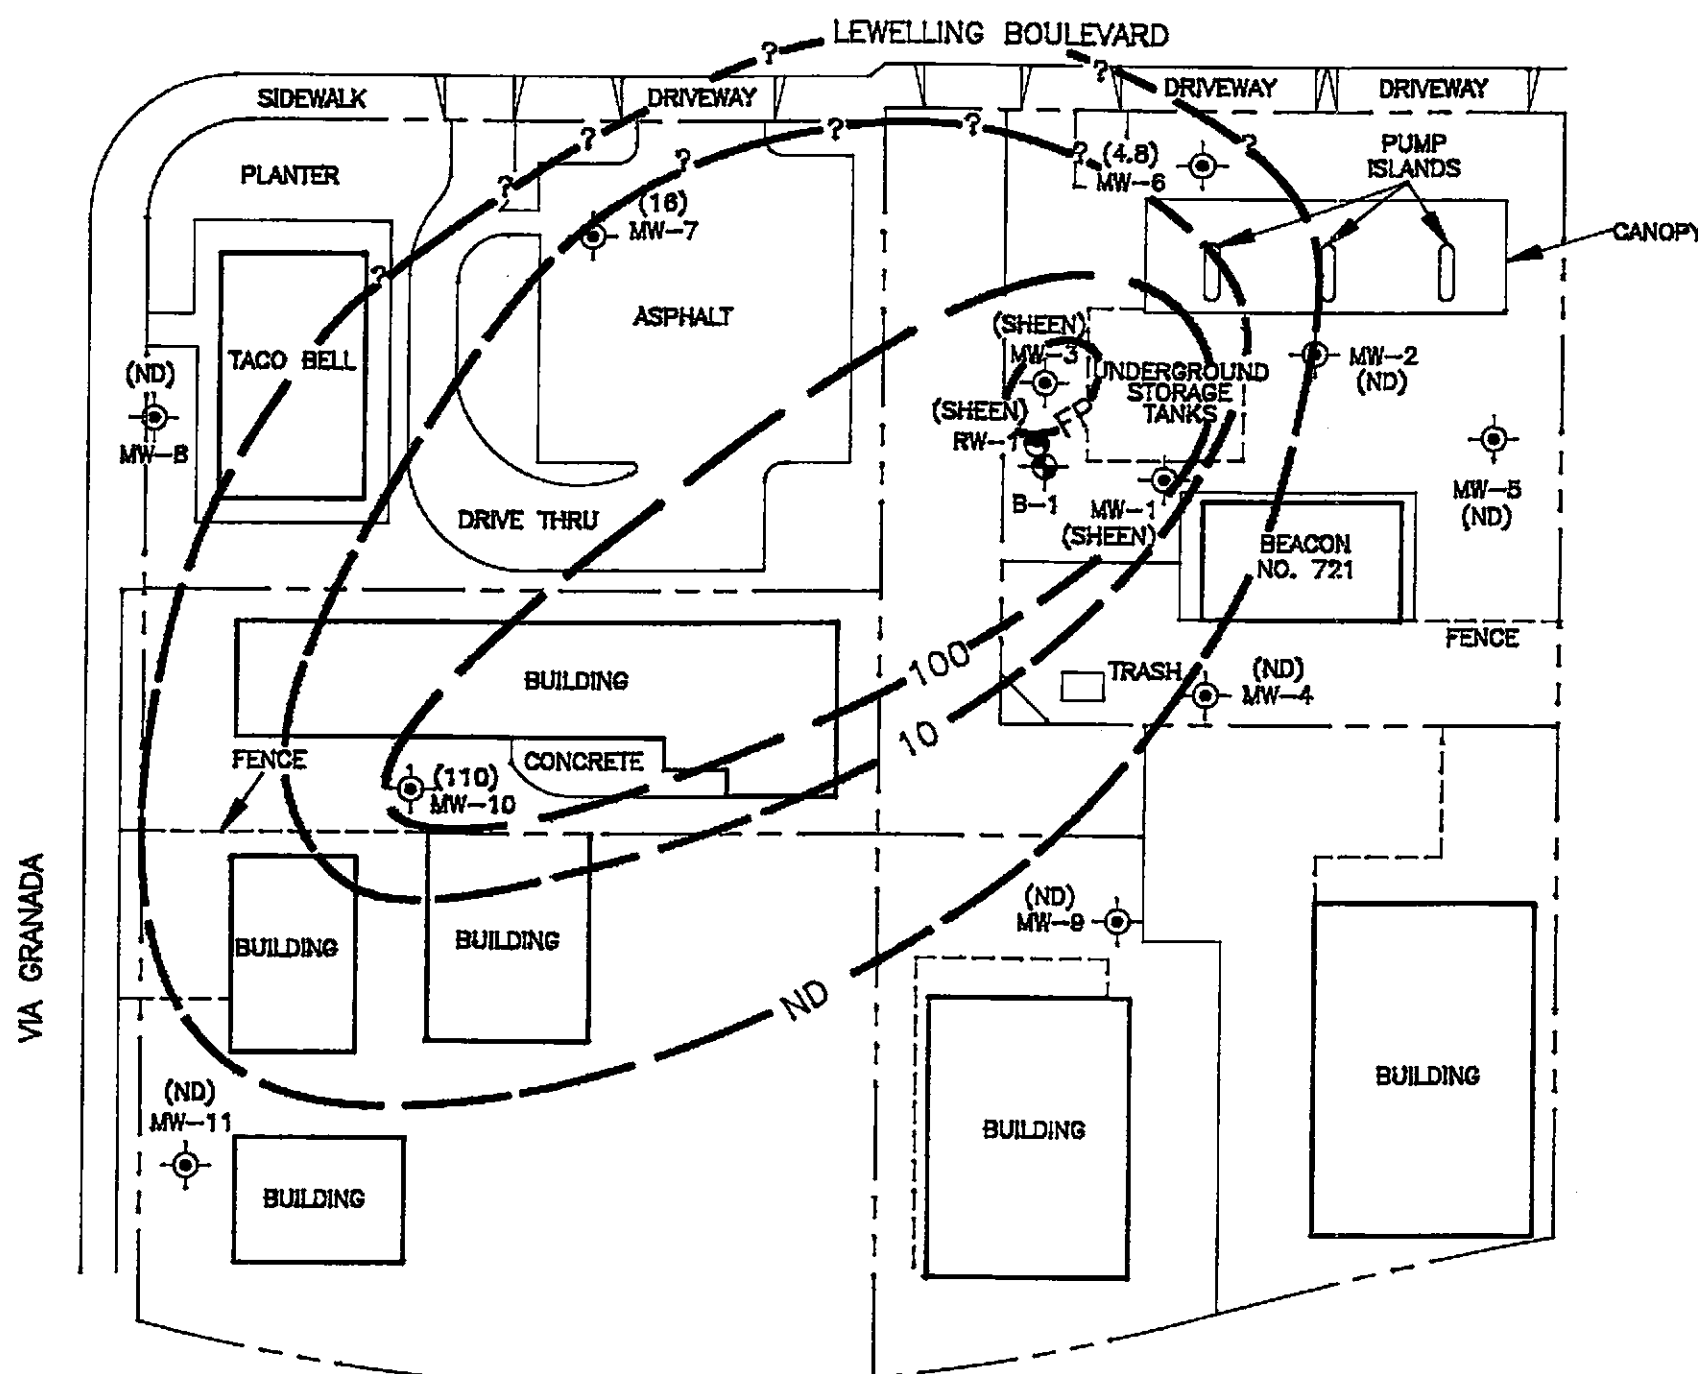 LEWELLING BOULEVARD
?
?
SIDEWALK
DRIVEWAY
DRIVEWAY
DRIVEWAY
?
?
?
?
?
?
?
?
?
PLANTER
(4.8)
MW-6
PUMP
ISLANDS
(16)
MW-7
CANOPY
ASPHALT
(SHEEN)
MW-3
TACO BELL
(ND)
MW-8
UNDERGROUND
STORAGE
TANKS
MW-2
(ND)
(SHEEN)
RW-1
FP
B-1
MW-1
(SHEEN)
MW-5
(ND)
DRIVE THRU
BEACON
NO. 721
FENCE
BUILDING
100
10
TRASH
(ND)
MW-4
FENCE
CONCRETE
(110)
MW-10
VIA GRANADA
BUILDING
BUILDING
(ND)
MW-9
ND
(ND)
MW-11
BUILDING
BUILDING
BUILDING